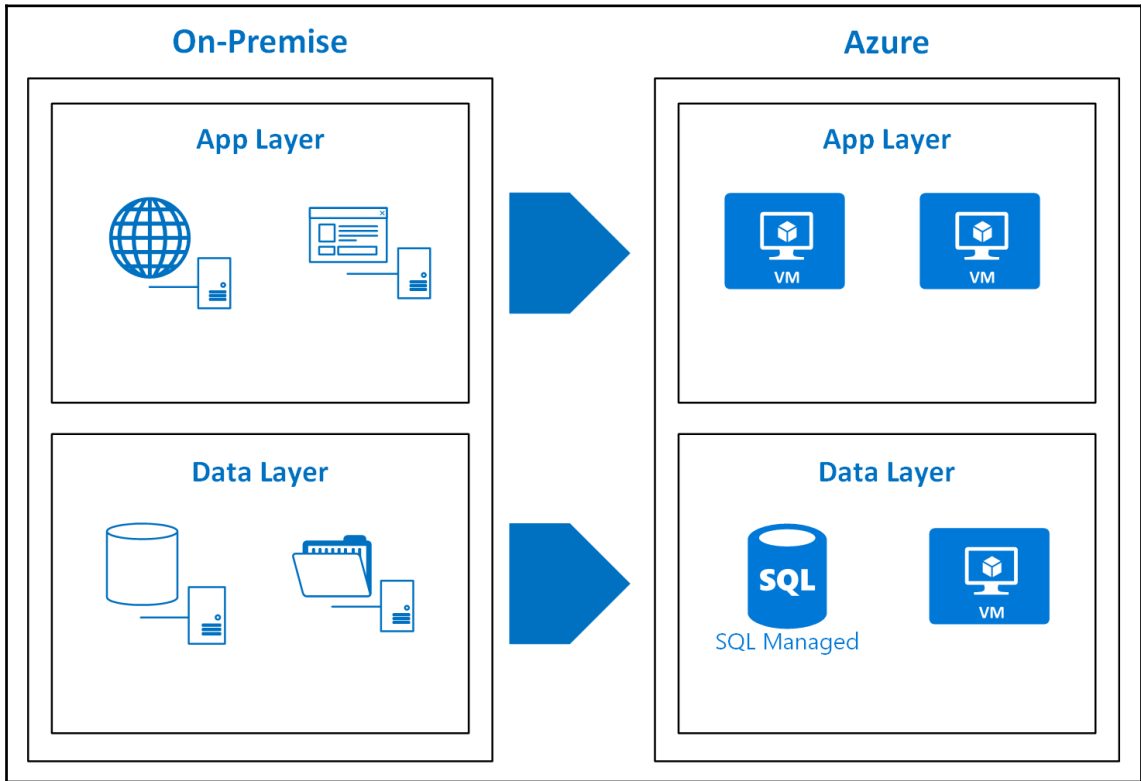 On-Premise
Azure
App Layer
App Layer
VM
VM
Data Layer
Data Layer
SQL
SQL Managed
VM